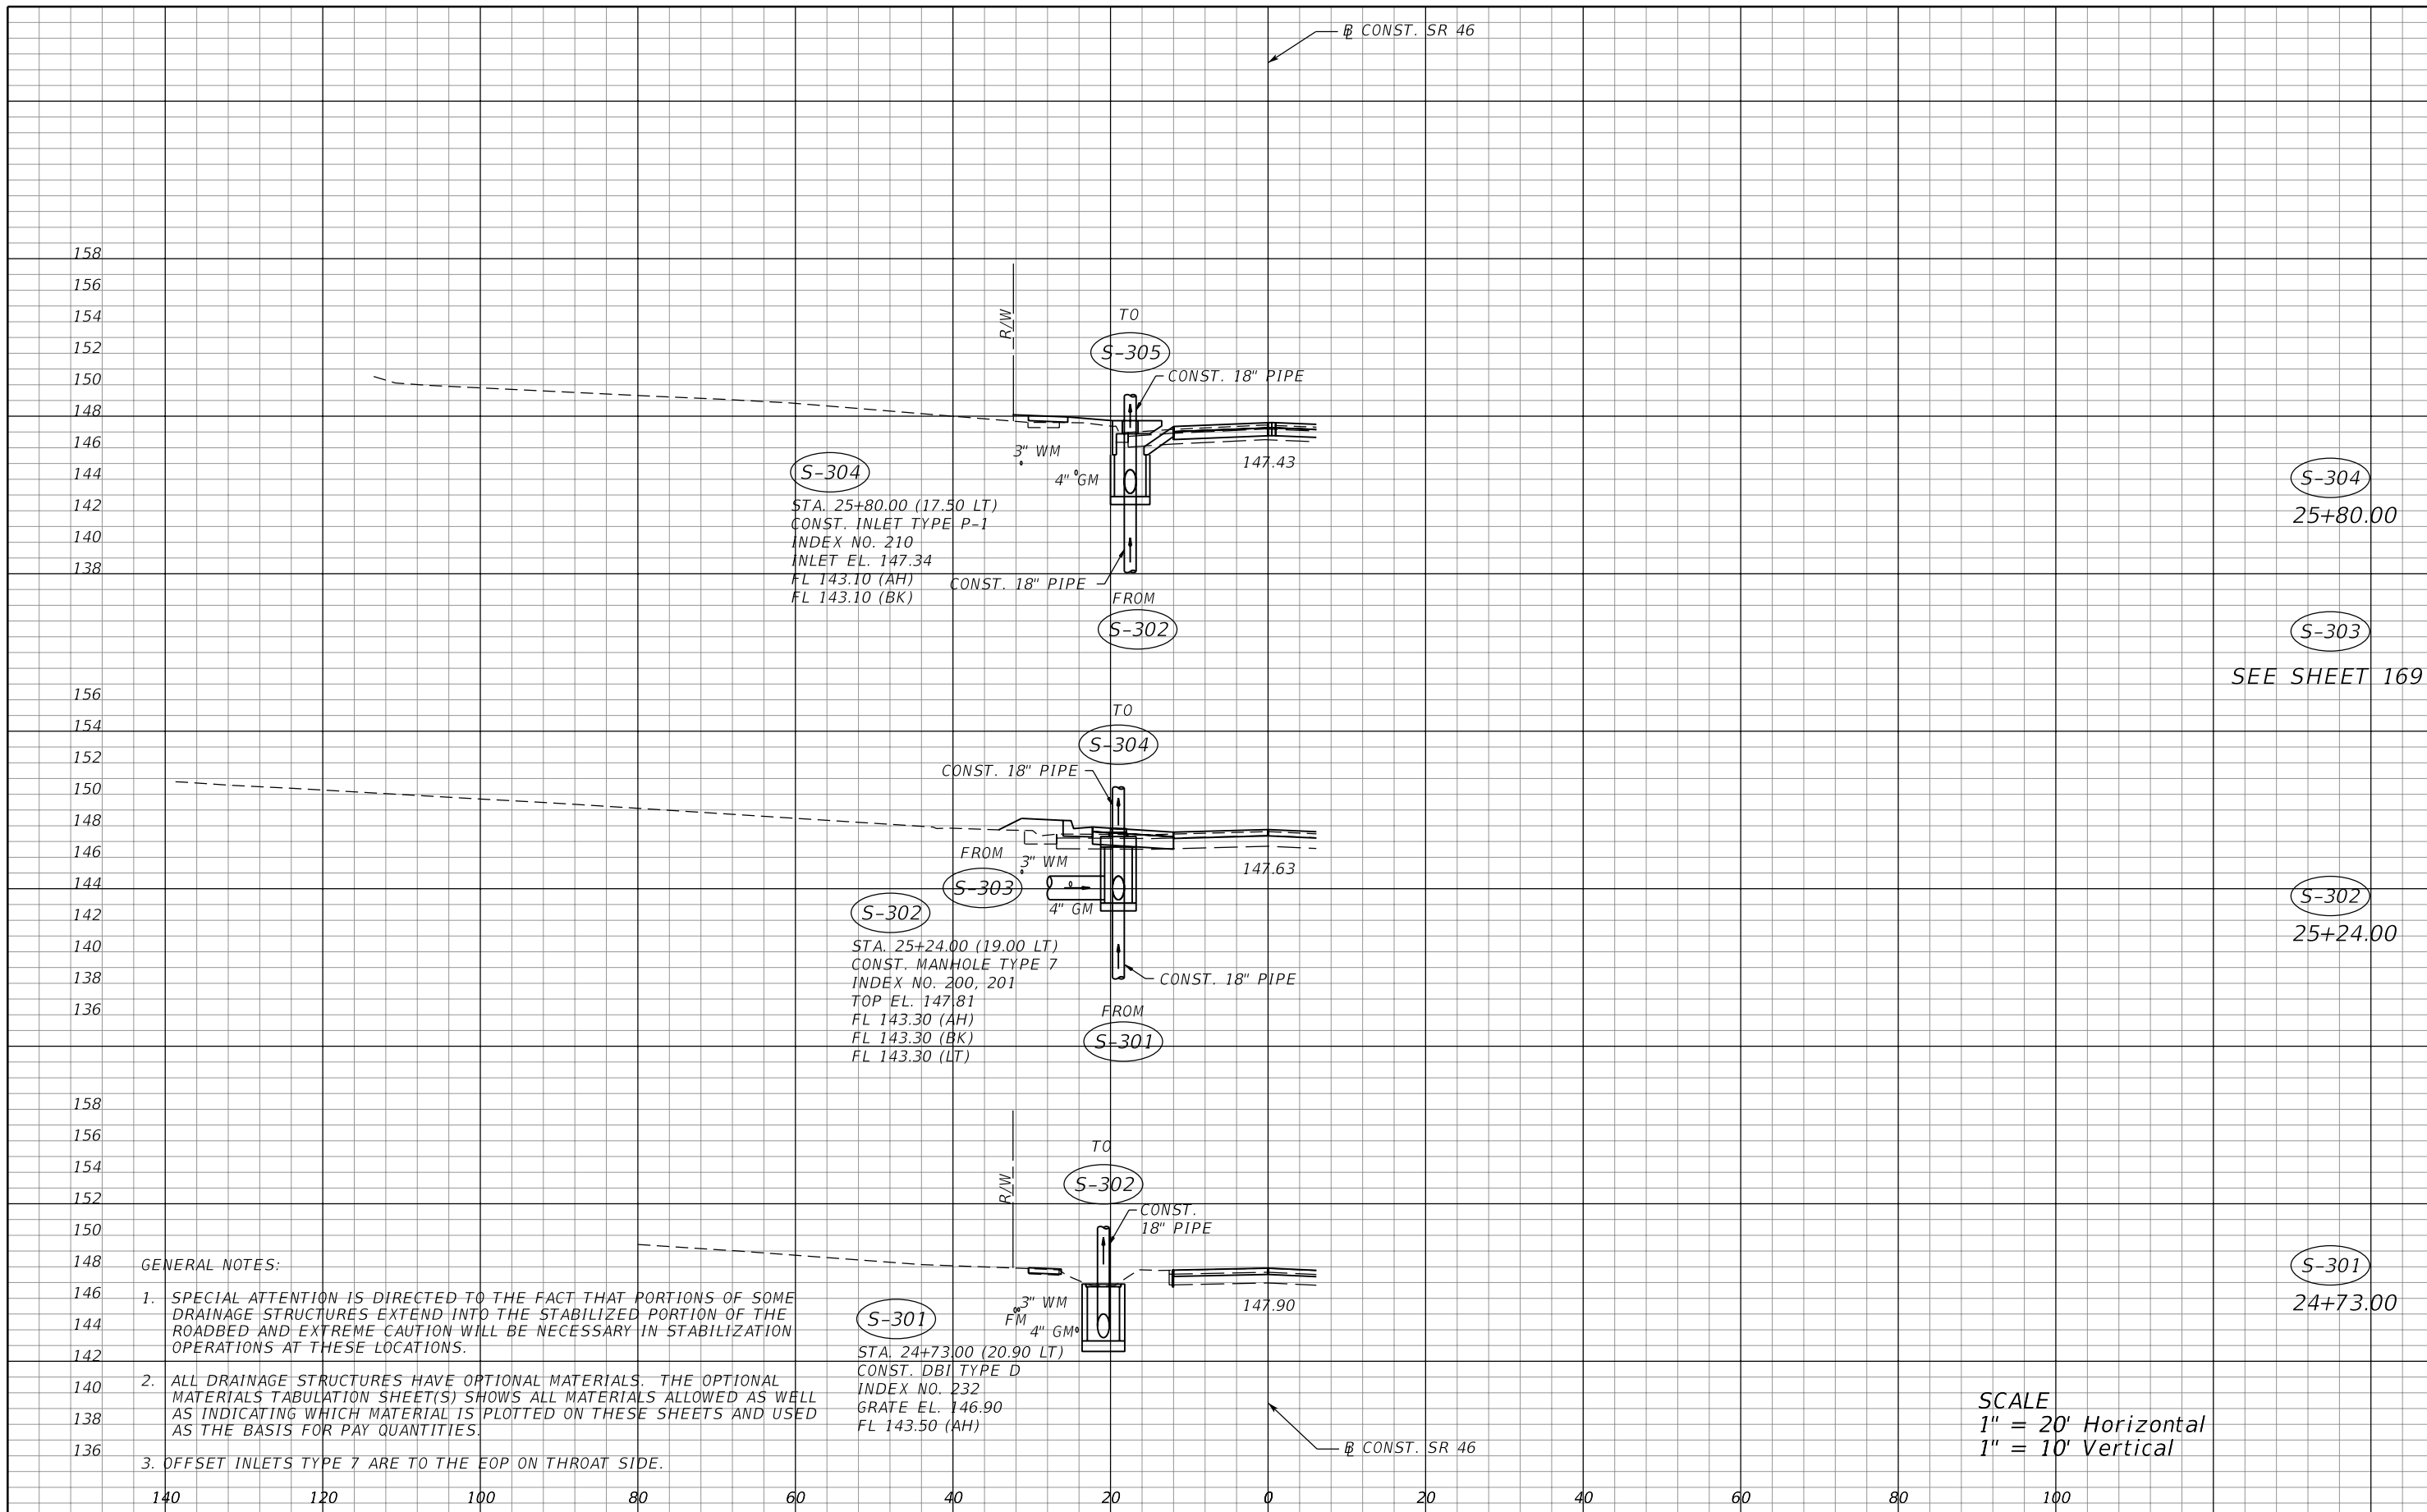 ℄ CONST. SR 46
158
156
154
152
150
148
146
144
142
140
138
R/W
TO
S-305
CONST. 18" PIPE
3" WM
4" GM
147.43
S-304
STA. 25+80.00 (17.50 LT)
CONST. INLET TYPE P-1
INDEX NO. 210
INLET EL. 147.34
FL 143.10 (AH)
FL 143.10 (BK)
CONST. 18" PIPE
FROM
S-302
S-304
25+80.00
S-303
SEE SHEET 169
156
154
152
150
148
146
144
142
140
138
136
TO
S-304
CONST. 18" PIPE
FROM
S-303
3" WM
4" GM
147.63
S-302
STA. 25+24.00 (19.00 LT)
CONST. MANHOLE TYPE 7
INDEX NO. 200, 201
TOP EL. 147.81
FL 143.30 (AH)
FL 143.30 (BK)
FL 143.30 (LT)
CONST. 18" PIPE
FROM
S-301
S-302
25+24.00
158
156
154
152
150
148
146
144
142
140
138
136
R/W
TO
S-302
CONST.
18" PIPE
3" WM
FM
4" GM
147.90
S-301
STA. 24+73.00 (20.90 LT)
CONST. DBI TYPE D
INDEX NO. 232
GRATE EL. 146.90
FL 143.50 (AH)
S-301
24+73.00
GENERAL NOTES:
1. SPECIAL ATTENTION IS DIRECTED TO THE FACT THAT PORTIONS OF SOME
DRAINAGE STRUCTURES EXTEND INTO THE STABILIZED PORTION OF THE
ROADBED AND EXTREME CAUTION WILL BE NECESSARY IN STABILIZATION
OPERATIONS AT THESE LOCATIONS.
2. ALL DRAINAGE STRUCTURES HAVE OPTIONAL MATERIALS. THE OPTIONAL
MATERIALS TABULATION SHEET(S) SHOWS ALL MATERIALS ALLOWED AS WELL
AS INDICATING WHICH MATERIAL IS PLOTTED ON THESE SHEETS AND USED
AS THE BASIS FOR PAY QUANTITIES.
3. OFFSET INLETS TYPE 7 ARE TO THE EOP ON THROAT SIDE.
℄ CONST. SR 46
SCALE
1" = 20' Horizontal
1" = 10' Vertical
140 120 100 80 60 40 20 0 20 40 60 80 100